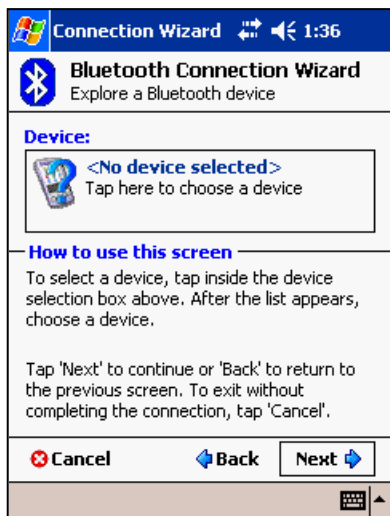 Connection Wizard 1:36
Bluetooth Connection Wizard
Explore a Bluetooth device
Device:
<No device selected>
Tap here to choose a device
How to use this screen
To select a device, tap inside the device
selection box above. After the list appears,
choose a device.
Tap 'Next' to continue or 'Back' to return to
the previous screen. To exit without
completing the connection, tap 'Cancel'.
Cancel Back Next